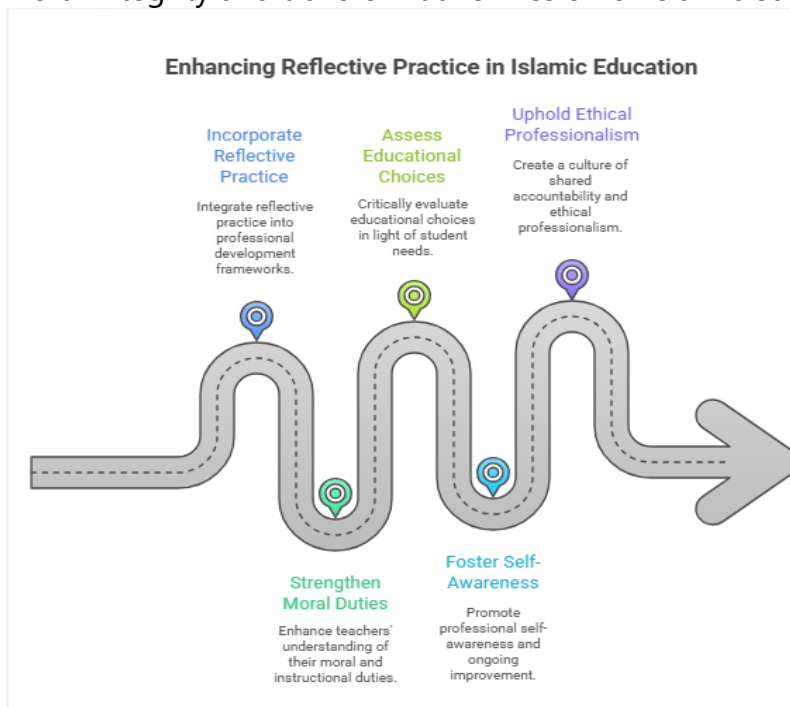 Enhancing Reflective Practice in Islamic Education
Incorporate
Reflective
Practice
Integrate reflective
practice into
professional
development
frameworks.
Strengthen
Moral Duties
Enhance teachers'
understanding of
their moral and
instructional duties.
Assess
Educational
Choices
Critically evaluate
educational choices
in light of student
needs.
Foster Self-
Awareness
Promote
professional self-
awareness and
ongoing
improvement.
Uphold Ethical
Professionalism
Create a culture of
shared
accountability and
ethical
professionalism.